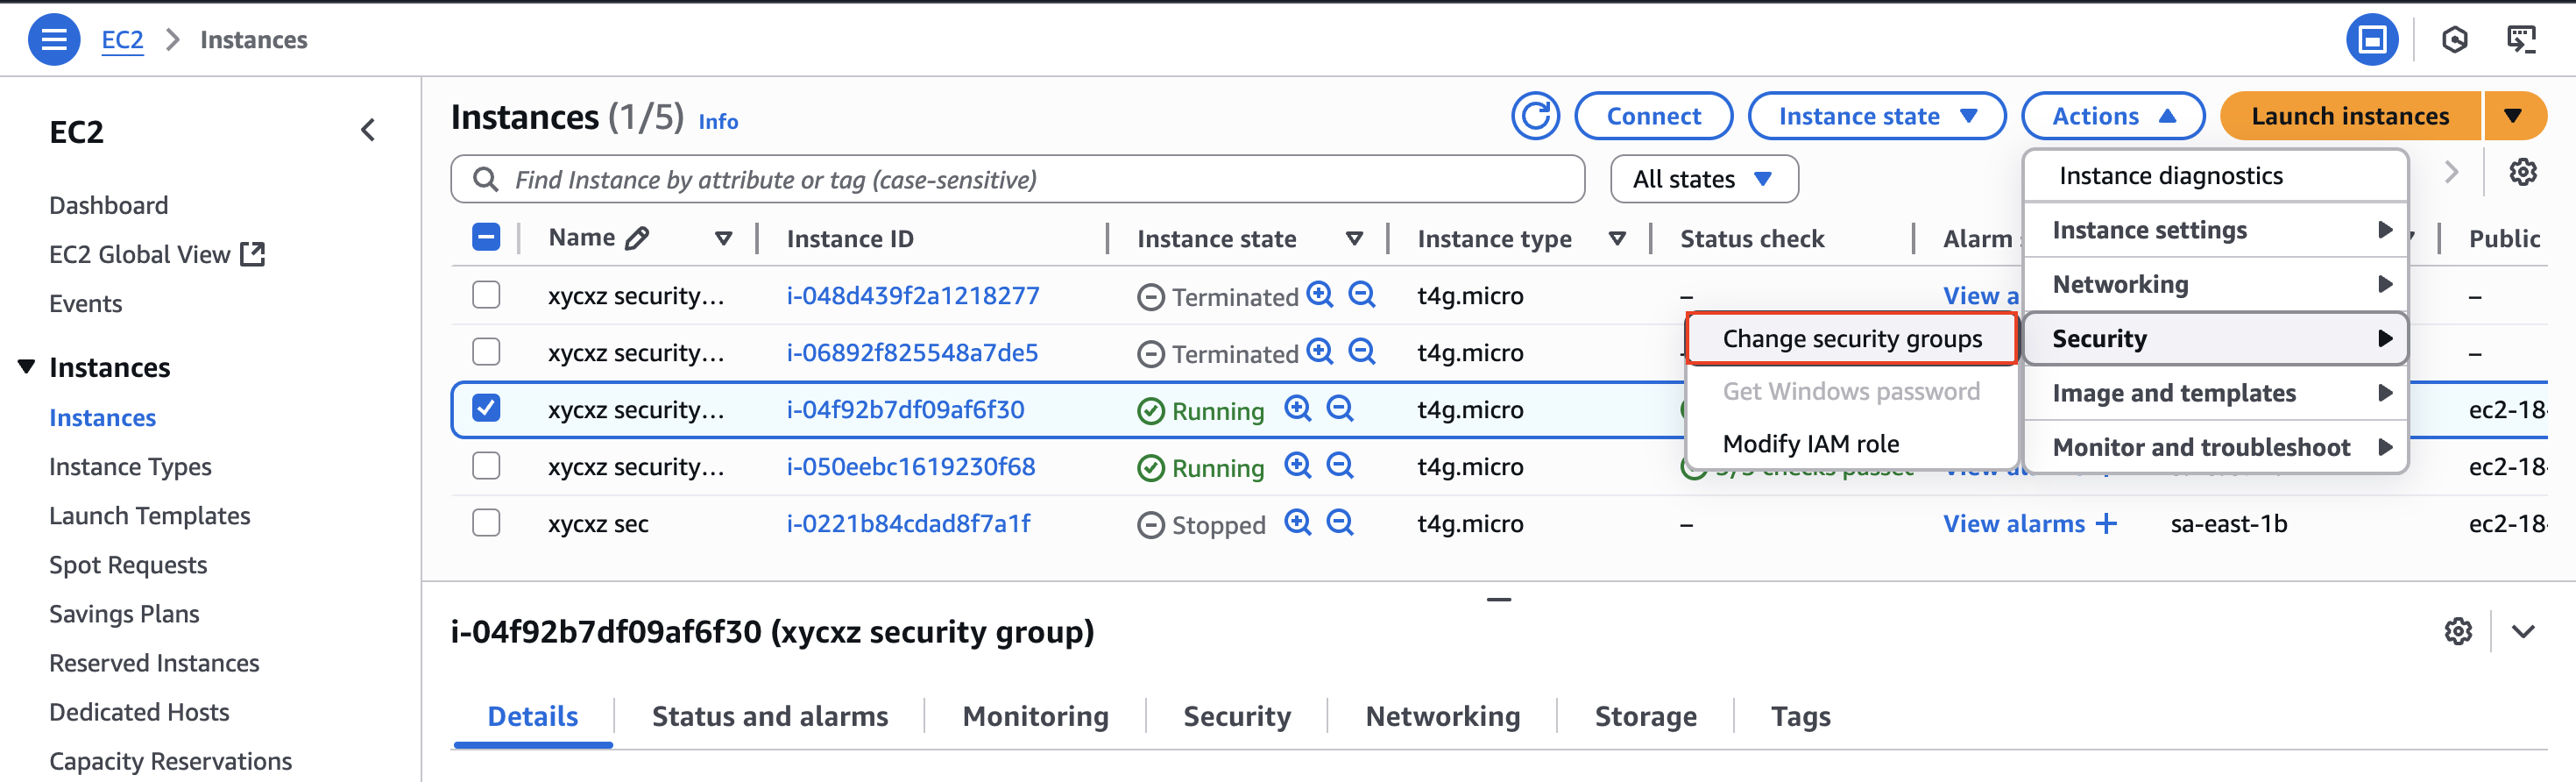 EC2 > Instances
EC2
Dashboard
EC2 Global View
Events
Instances
Instances
Instance Types
Launch Templates
Spot Requests
Savings Plans
Reserved Instances
Dedicated Hosts
Capacity Reservations
Instances (1/5) Info
Connect Instance state Actions Launch instances
Find Instance by attribute or tag (case-sensitive) All states
Name Instance ID Instance state Instance type Status check Alarm Public
xycxz security... i-048d439f2a1218277 Terminated t4g.micro – View a –
xycxz security... i-06892f825548a7de5 Terminated t4g.micro –
xycxz security... i-04f92b7df09af6f30 Running t4g.micro ec2-18-
xycxz security... i-050eebc1619230f68 Running t4g.micro ec2-18-
xycxz sec i-0221b84cdad8f7a1f Stopped t4g.micro – View alarms + sa-east-1b ec2-18-
Instance diagnostics
Instance settings
Networking
Security
Image and templates
Monitor and troubleshoot
Change security groups
Get Windows password
Modify IAM role
i-04f92b7df09af6f30 (xycxz security group)
Details Status and alarms Monitoring Security Networking Storage Tags